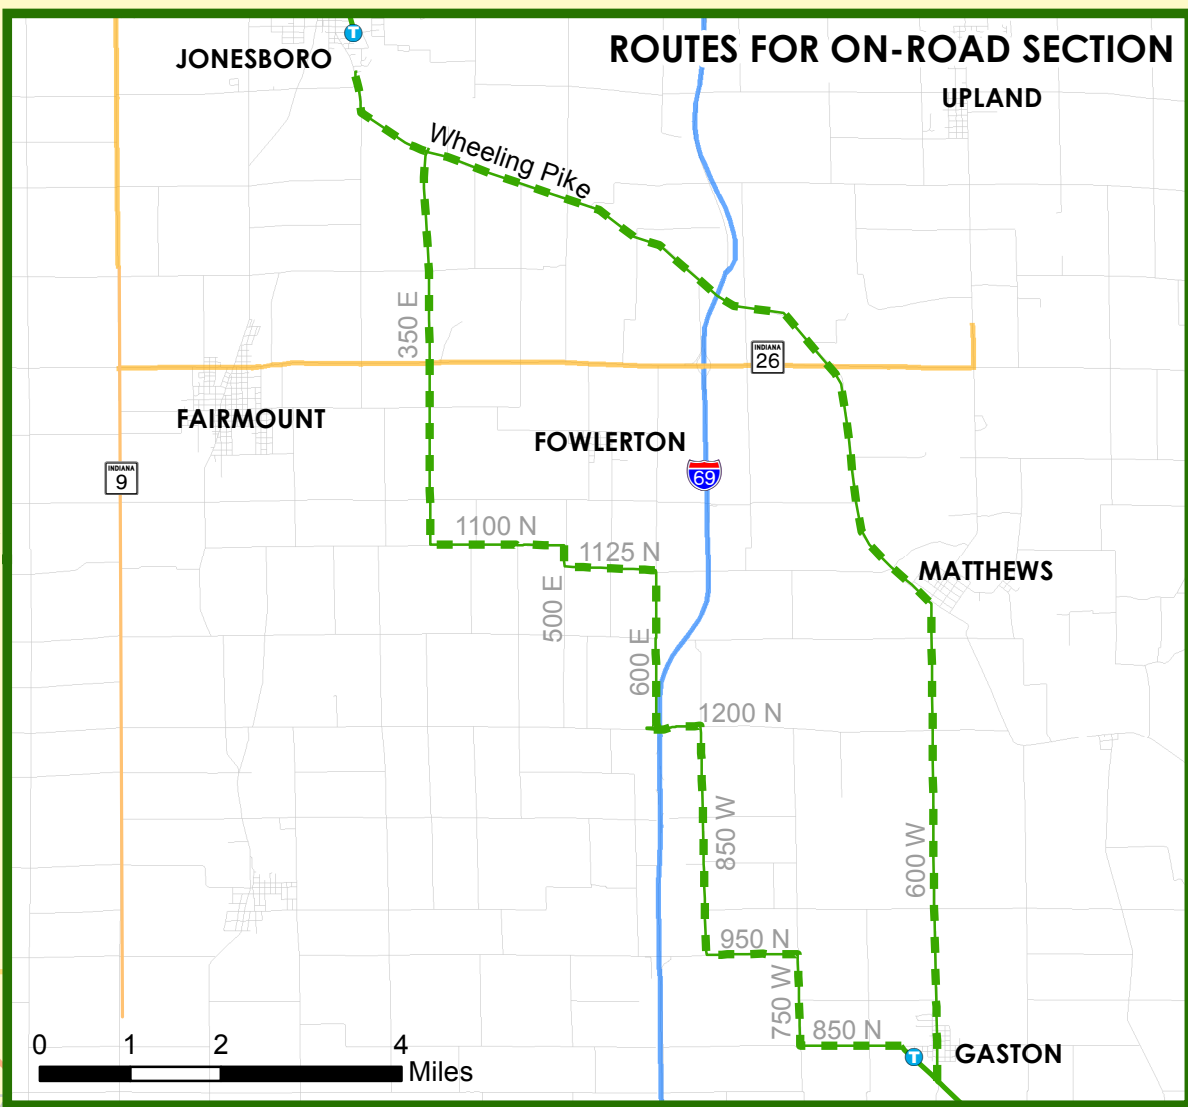 T
JONESBORO
ROUTES FOR ON-ROAD SECTION
UPLAND
Wheeling Pike
350 E
INDIANA
26
FAIRMOUNT
FOWLERTON
INDIANA
9
69
1100 N
1125 N
500 E
MATTHEWS
600 E
1200 N
850 W
600 W
950 N
750 W
850 N
T
GASTON
0 1 2 4
Miles